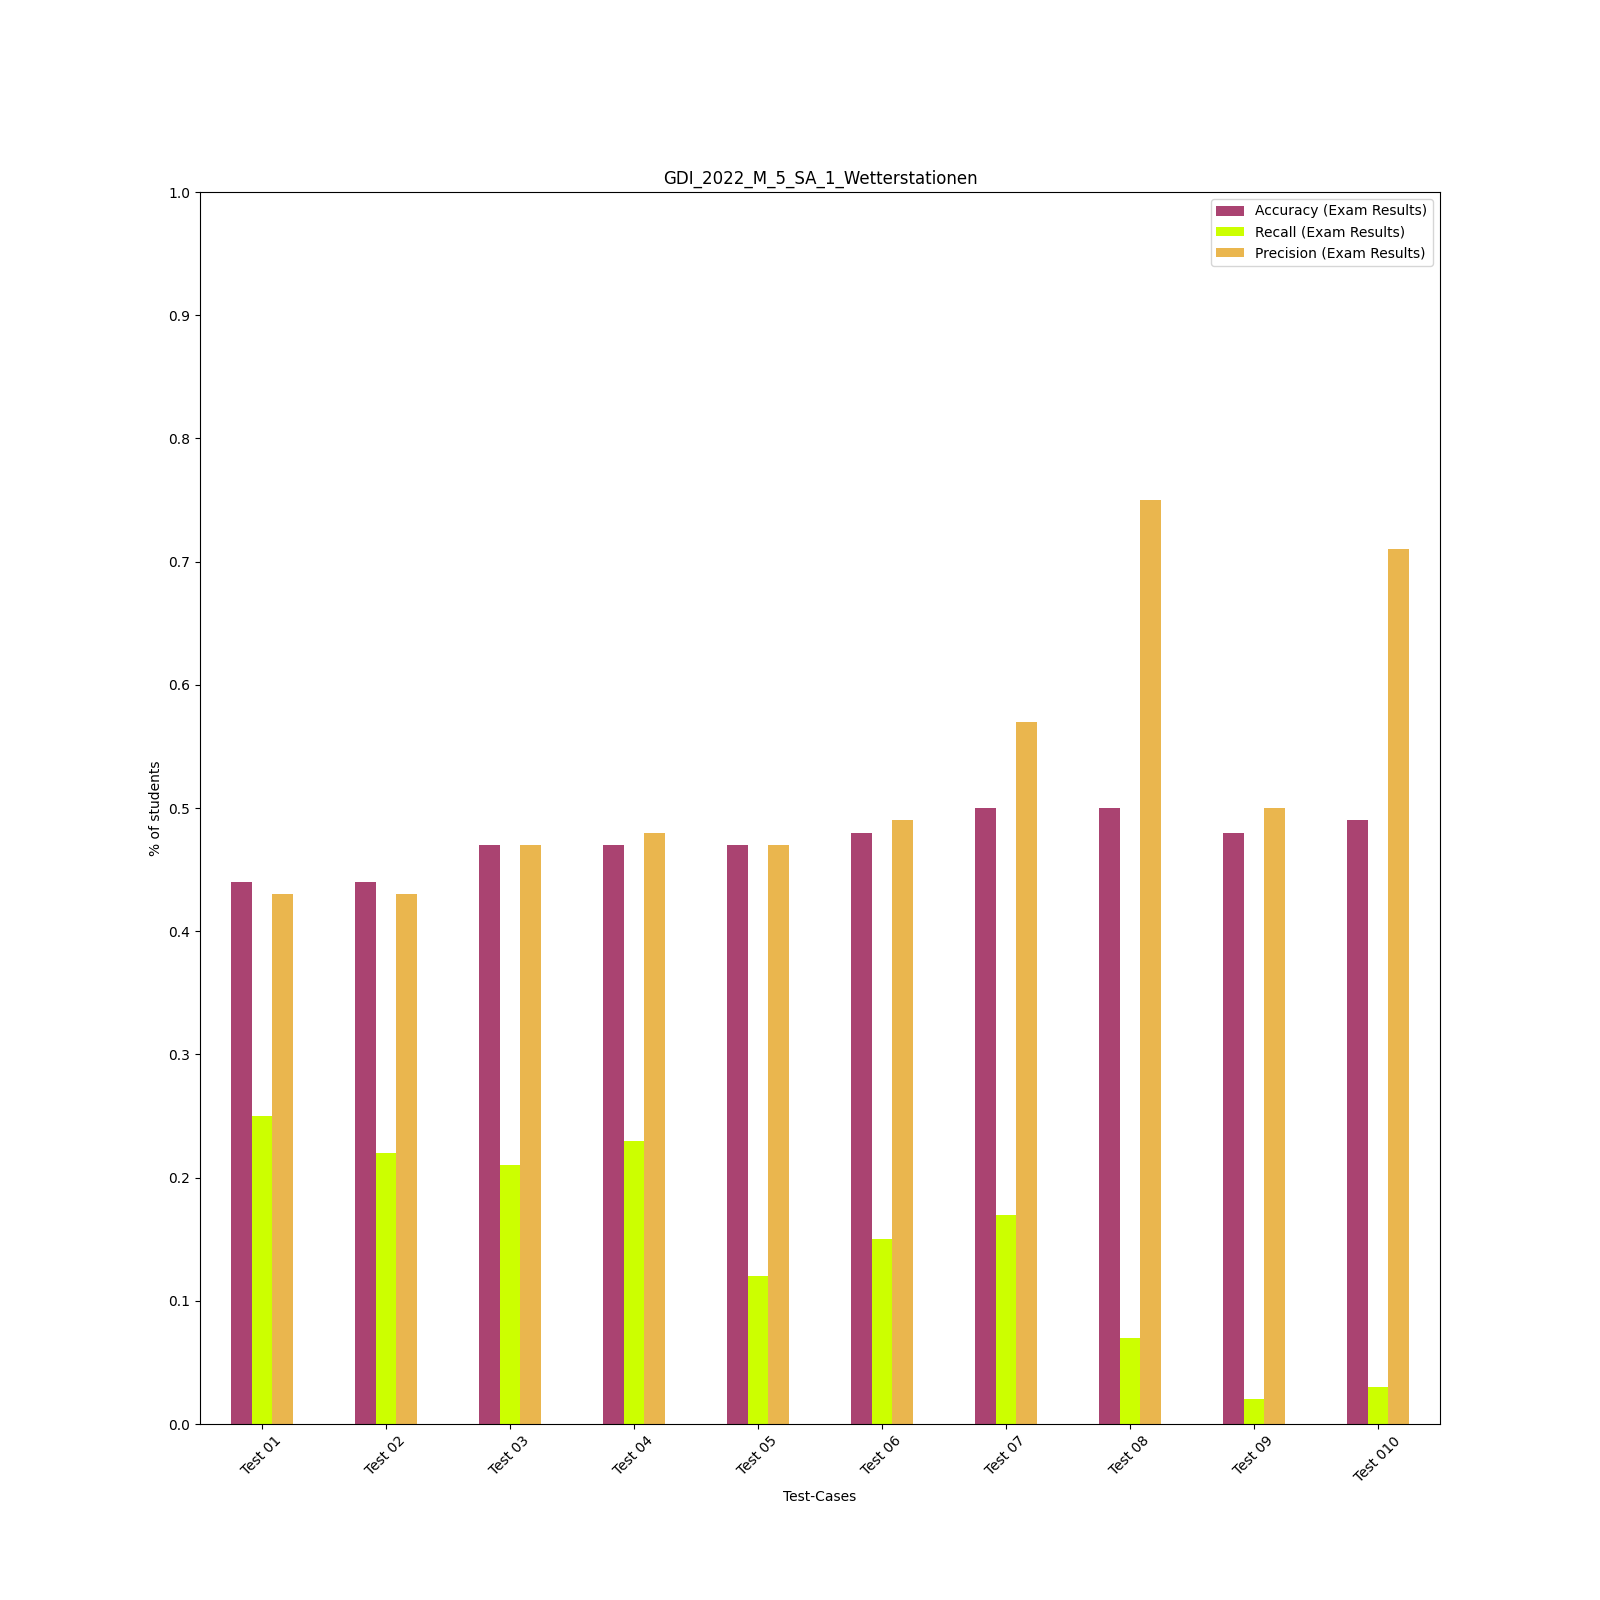 GDI_2022_M_5_SA_1_Wetterstationen
Accuracy (Exam Results)
Recall (Exam Results)
Precision (Exam Results)
% of students
1.0
0.9
0.8
0.7
0.6
0.5
0.4
0.3
0.2
0.1
0.0
Test 01
Test 02
Test 03
Test 04
Test 05
Test 06
Test 07
Test 08
Test 09
Test 010
Test-Cases